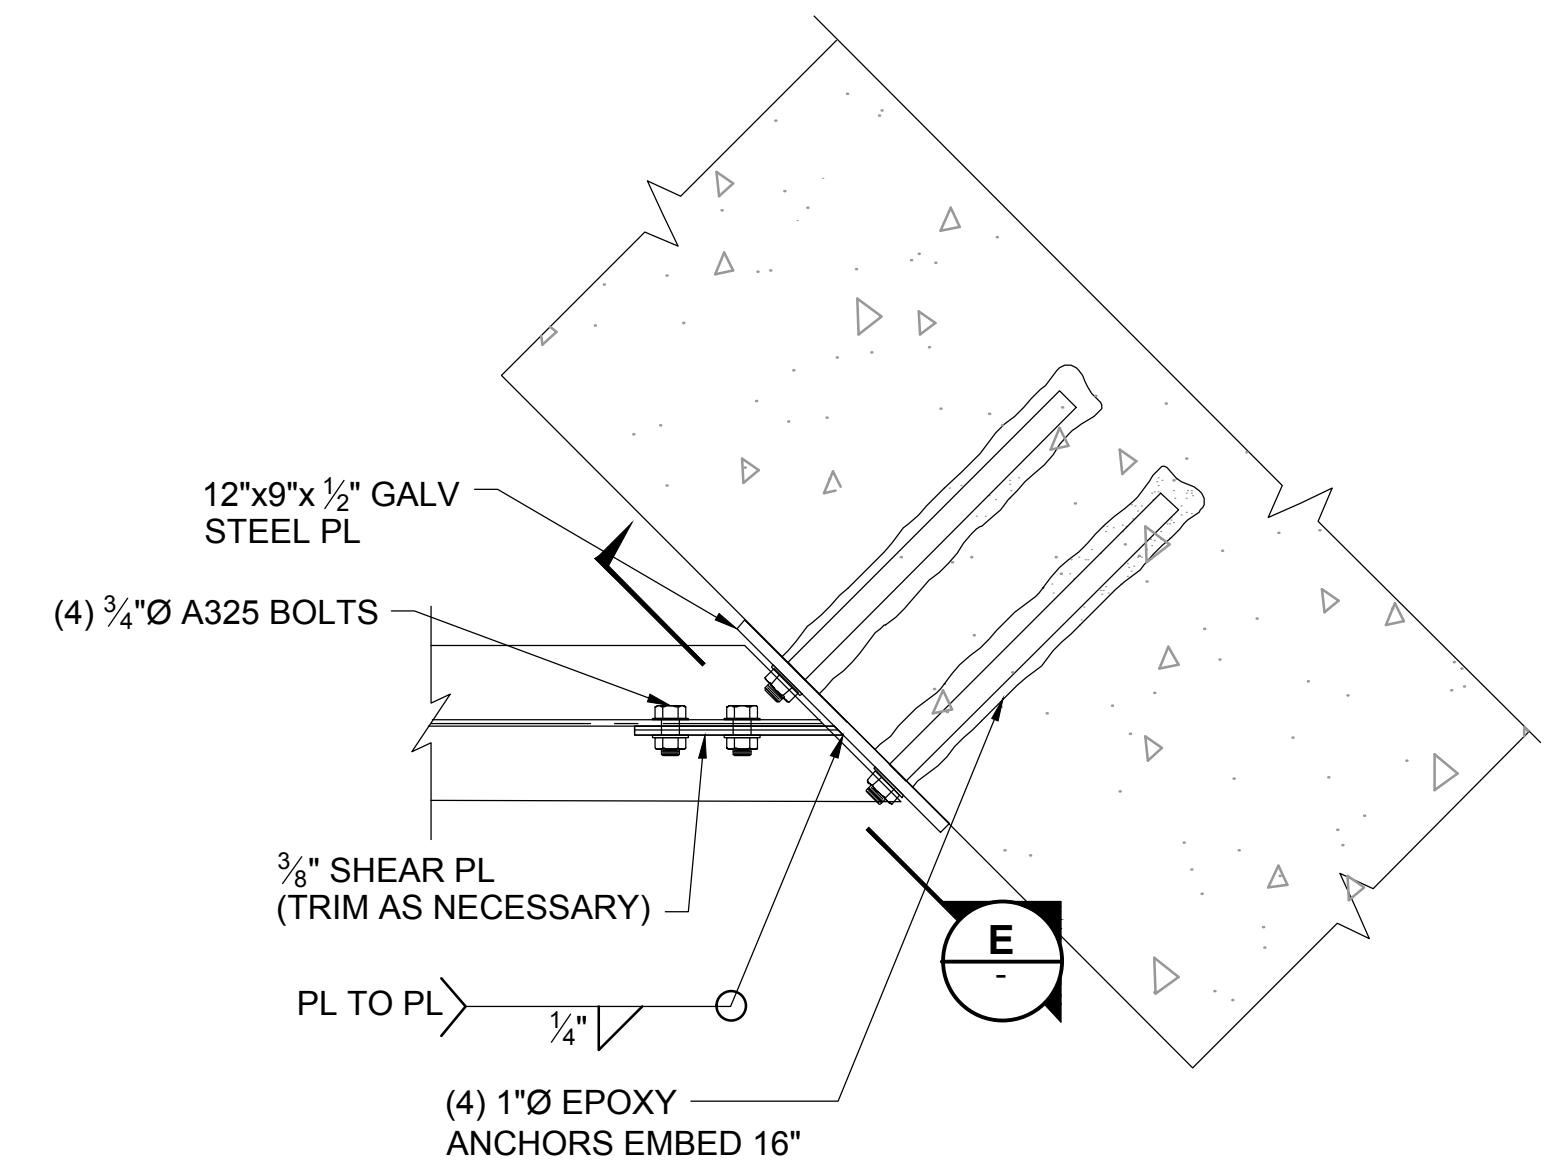 12"x9"x ½" GALV
STEEL PL
(4) ¾"Ø A325 BOLTS
⅜" SHEAR PL
(TRIM AS NECESSARY)
E
-
PL TO PL
¼"
(4) 1"Ø EPOXY
ANCHORS EMBED 16"